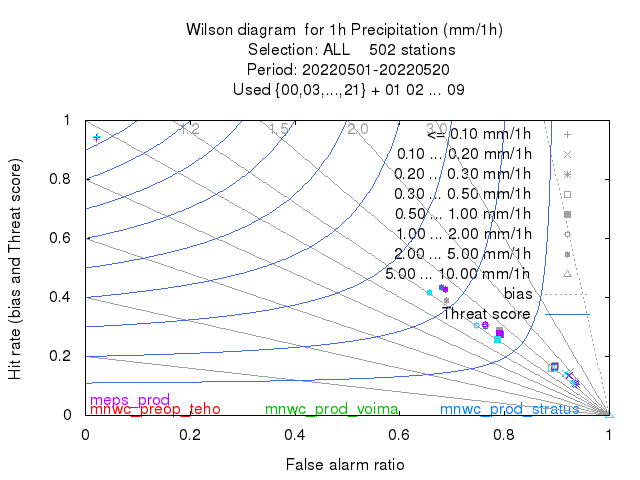 Wilson diagram  for 1h Precipitation (mm/1h)
Selection: ALL    502 stations
Period: 20220501-20220520
Used {00,03,...,21} + 01 02 ... 09
Hit rate (bias and Threat score)
1
0.8
0.6
0.4
0.2
0
1.2
1.5
2.0
3.0
<= 0.10 mm/1h
0.10 ... 0.20 mm/1h
0.20 ... 0.30 mm/1h
0.30 ... 0.50 mm/1h
0.50 ... 1.00 mm/1h
1.00 ... 2.00 mm/1h
2.00 ... 5.00 mm/1h
5.00 ... 10.00 mm/1h
bias
Threat score
meps_prod
mnwc_preop_teho
mnwc_prod_voima
mnwc_prod_stratus
0
0.2
0.4
0.6
0.8
1
False alarm ratio